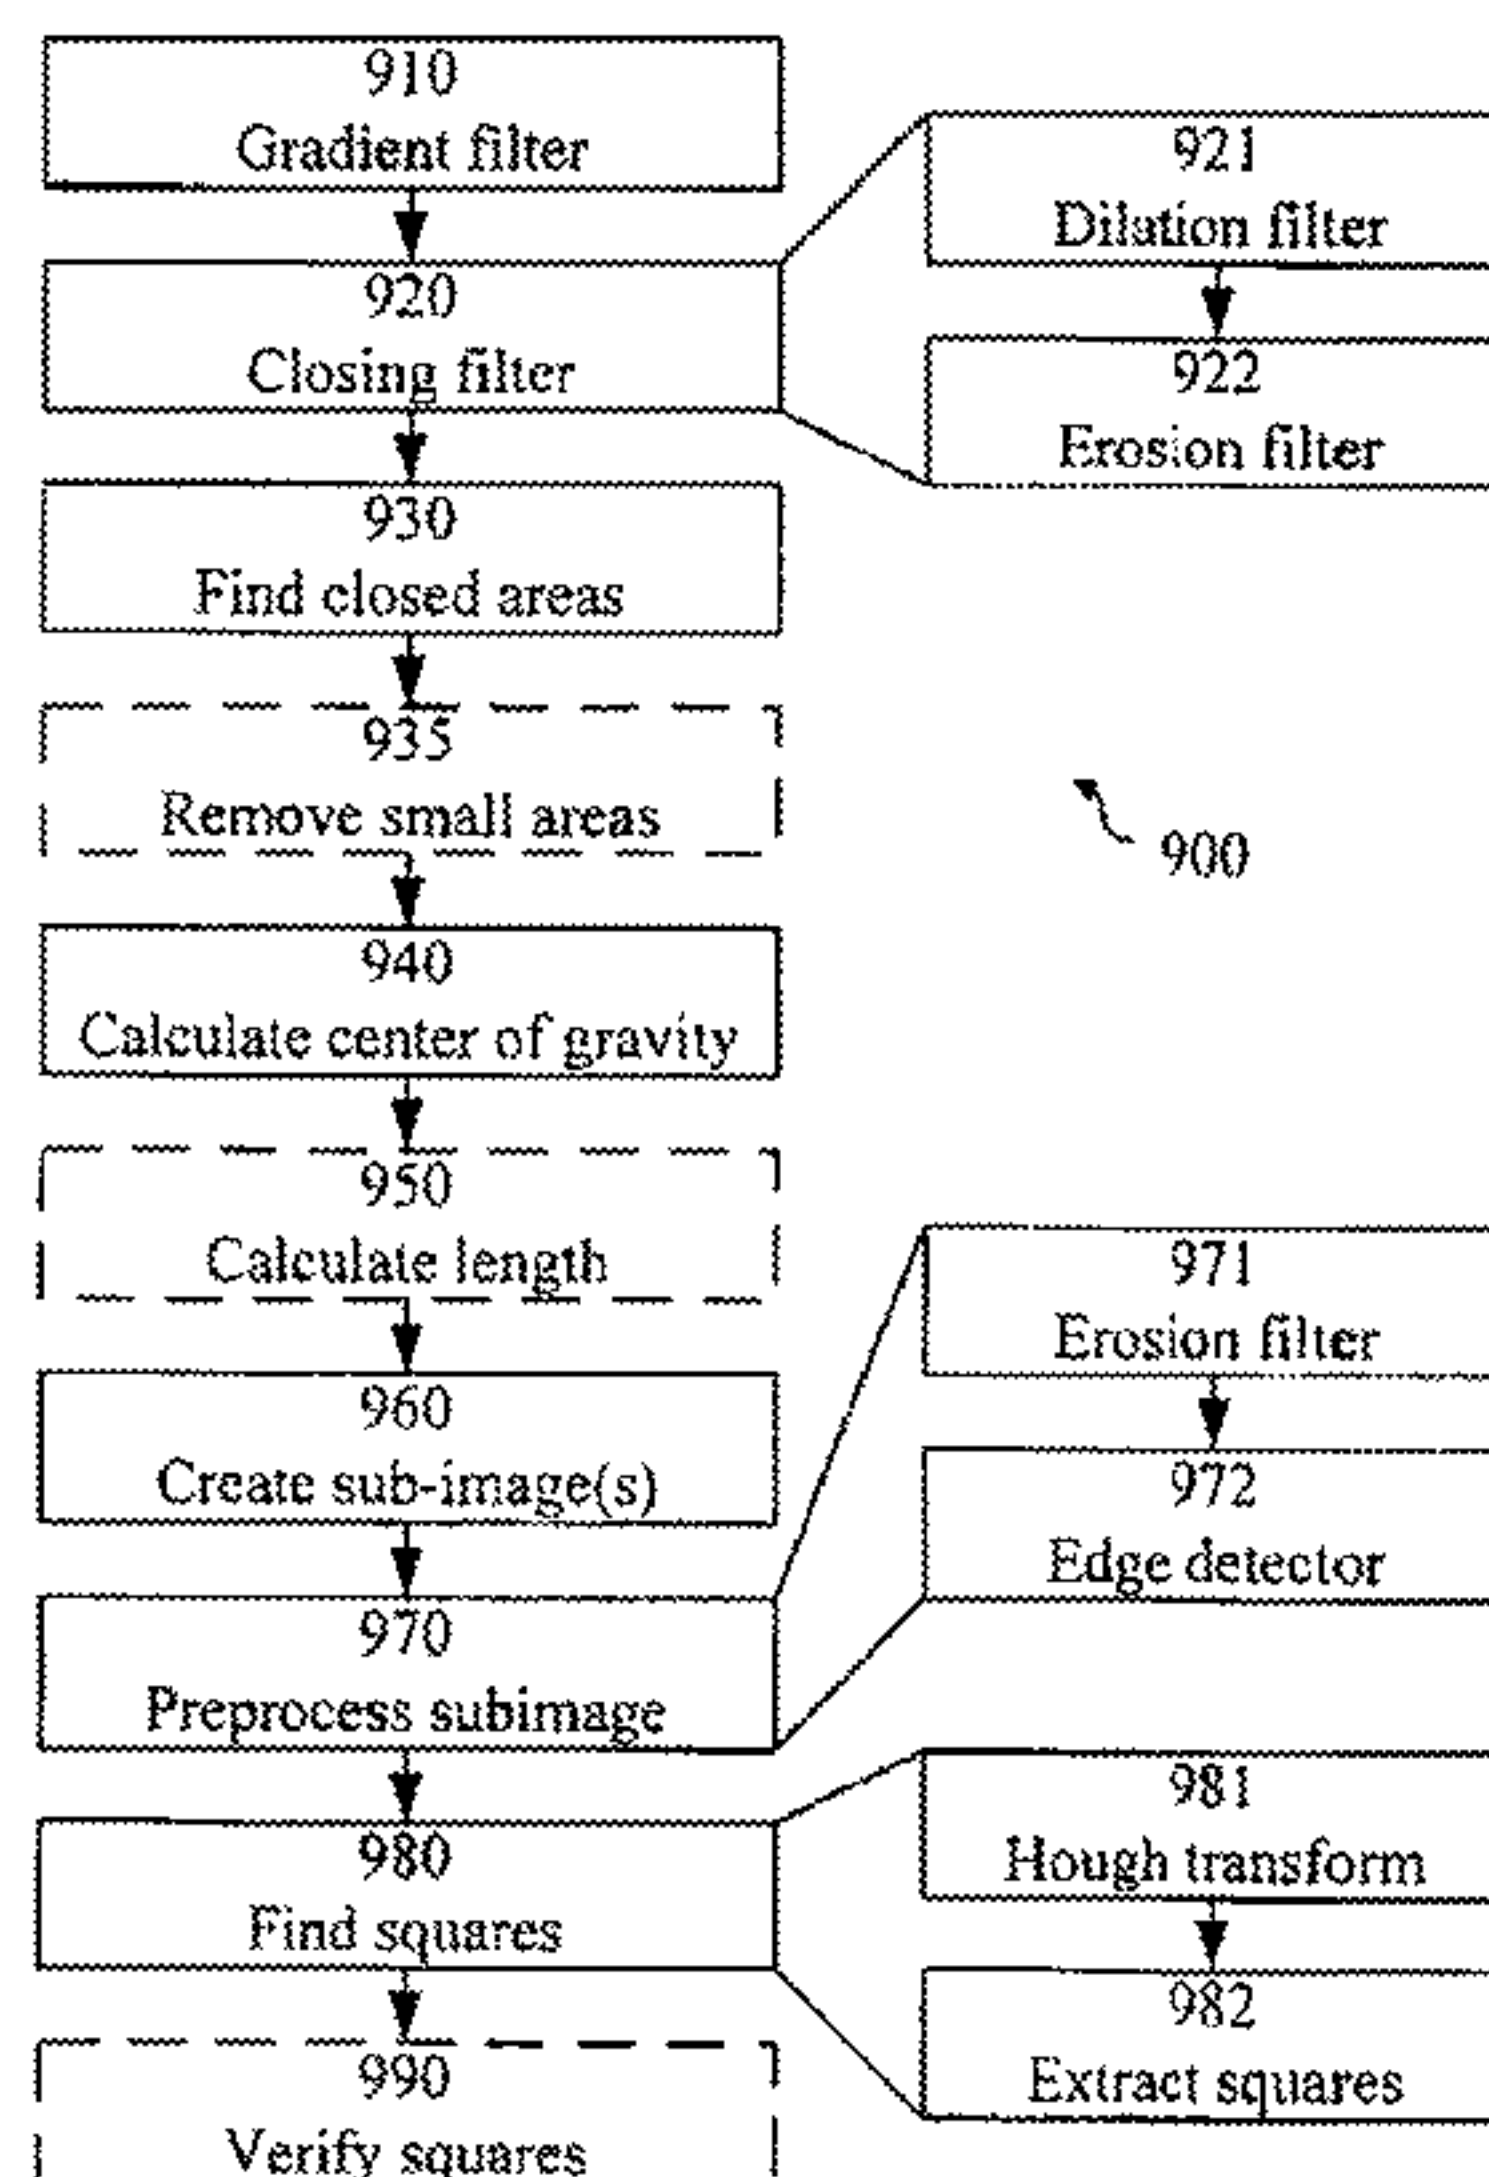 910
Gradient filter
920
Closing filter
921
Dilation filter
922
Erosion filter
930
Find closed areas
935
Remove small areas
900
940
Calculate center of gravity
950
Calculate length
960
Create sub-image(s)
970
Preprocess subimage
971
Erosion filter
972
Edge detector
980
Find squares
981
Hough transform
982
Extract squares
990
Verify squares